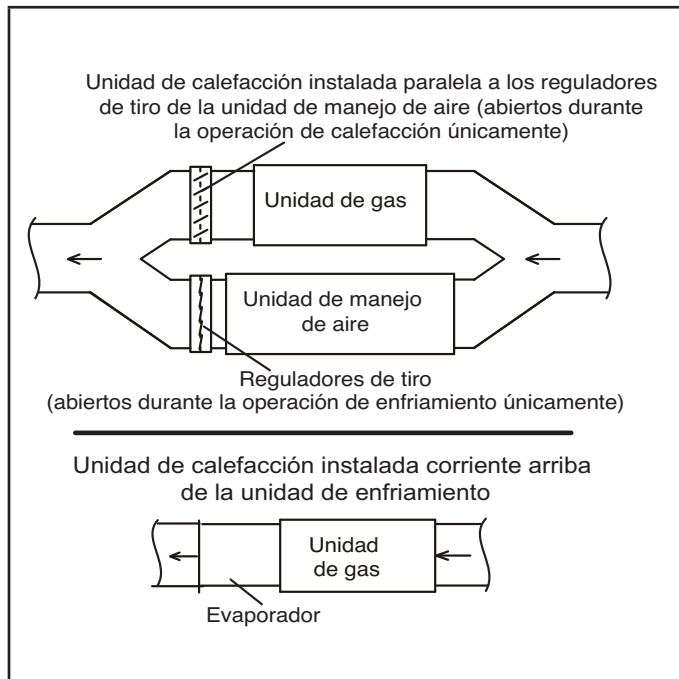 Unidad de calefacción instalada paralela a los reguladores
de tiro de la unidad de manejo de aire (abiertos durante
la operación de calefacción únicamente)
Unidad de gas
Unidad de manejo
de aire
Reguladores de tiro
(abiertos durante la operación de enfriamiento únicamente)
Unidad de calefacción instalada corriente arriba
de la unidad de enfriamiento
Unidad
de gas
Evaporador